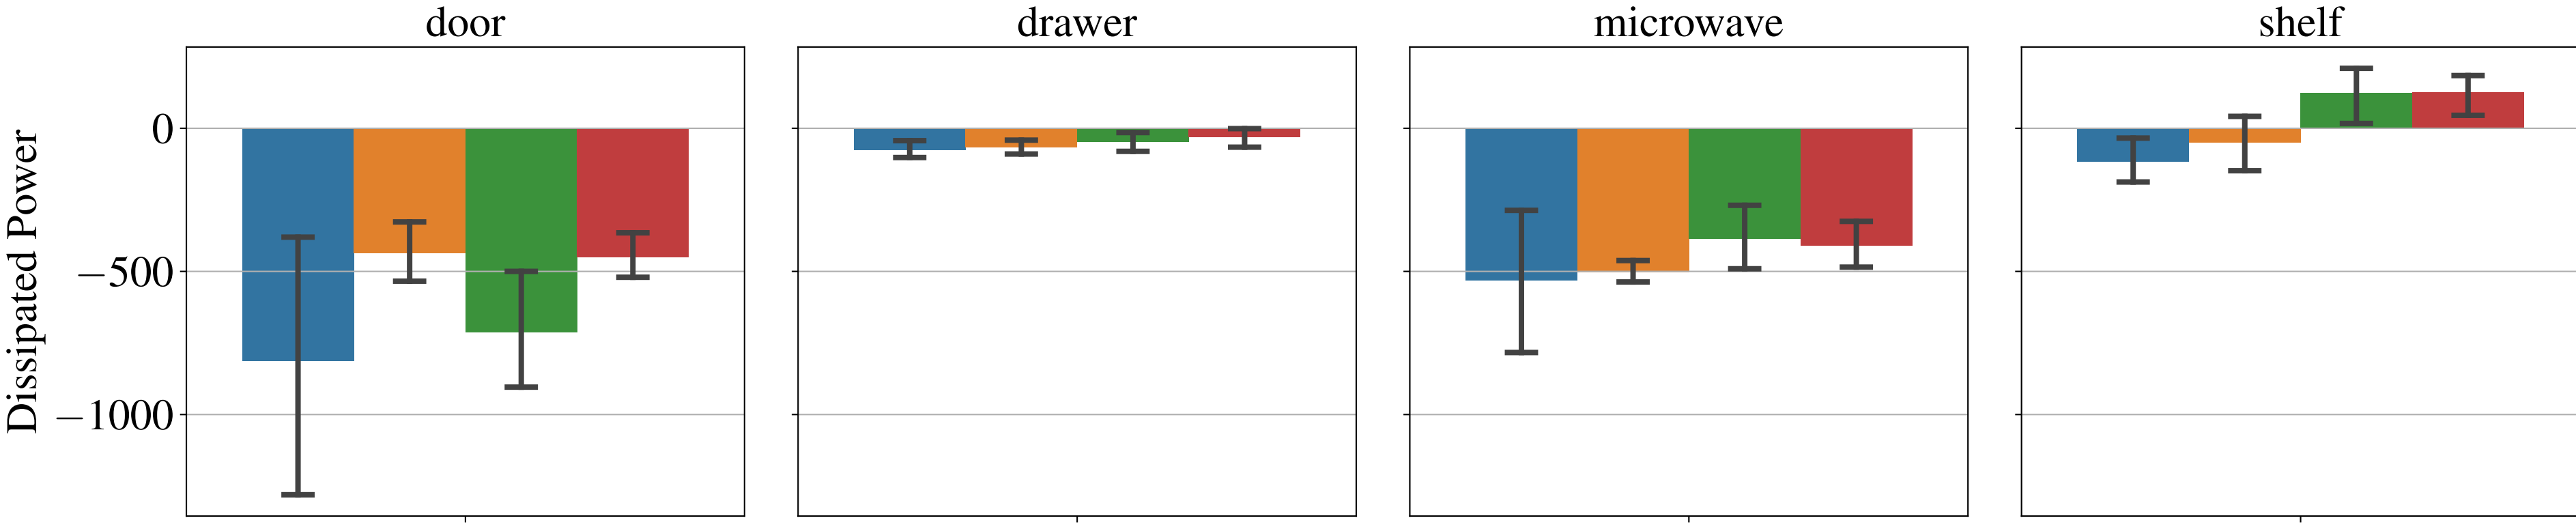 door
drawer
microwave
shelf
Dissipated Power
0
−500
−1000